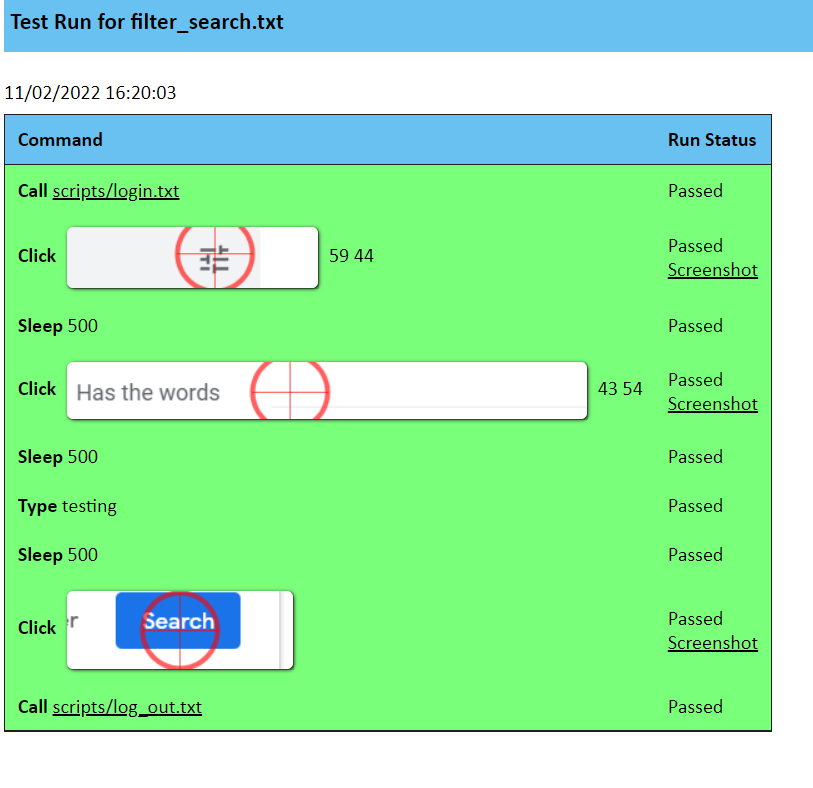 Test Run for filter_search.txt
11/02/2022 16:20:03
Command Run Status
Call scripts/login.txt Passed
Click 59 44 Passed
Screenshot
Sleep 500 Passed
Click Has the words 43 54 Passed
Screenshot
Sleep 500 Passed
Type testing Passed
Sleep 500 Passed
Click r Search Passed
Screenshot
Call scripts/log_out.txt Passed